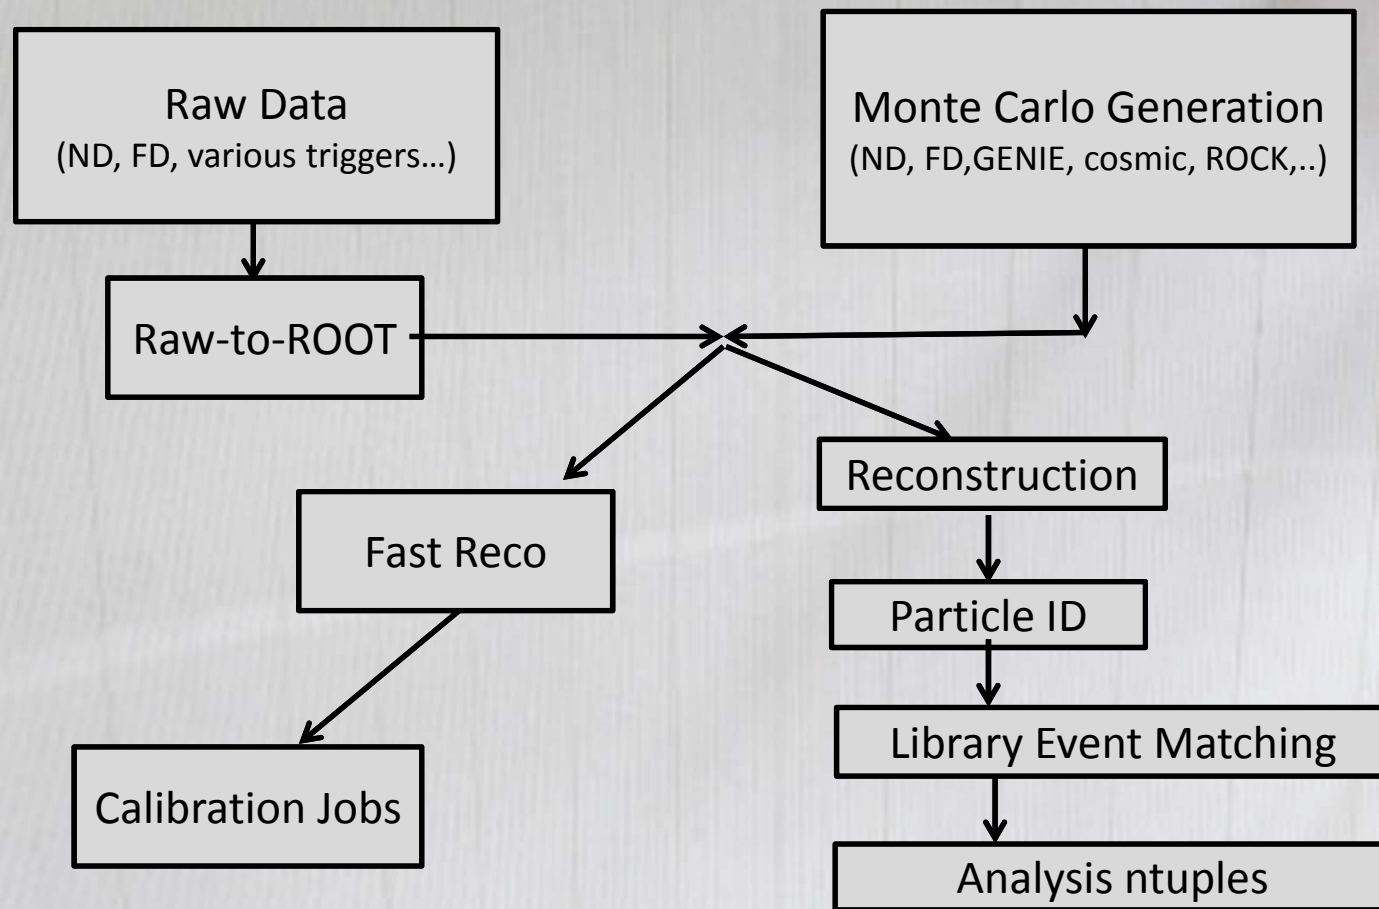 Raw Data
(ND, FD, various triggers...)
Monte Carlo Generation
(ND, FD,GENIE, cosmic, ROCK,..)
Raw-to-ROOT
Reconstruction
Fast Reco
Particle ID
Library Event Matching
Calibration Jobs
Analysis ntuples